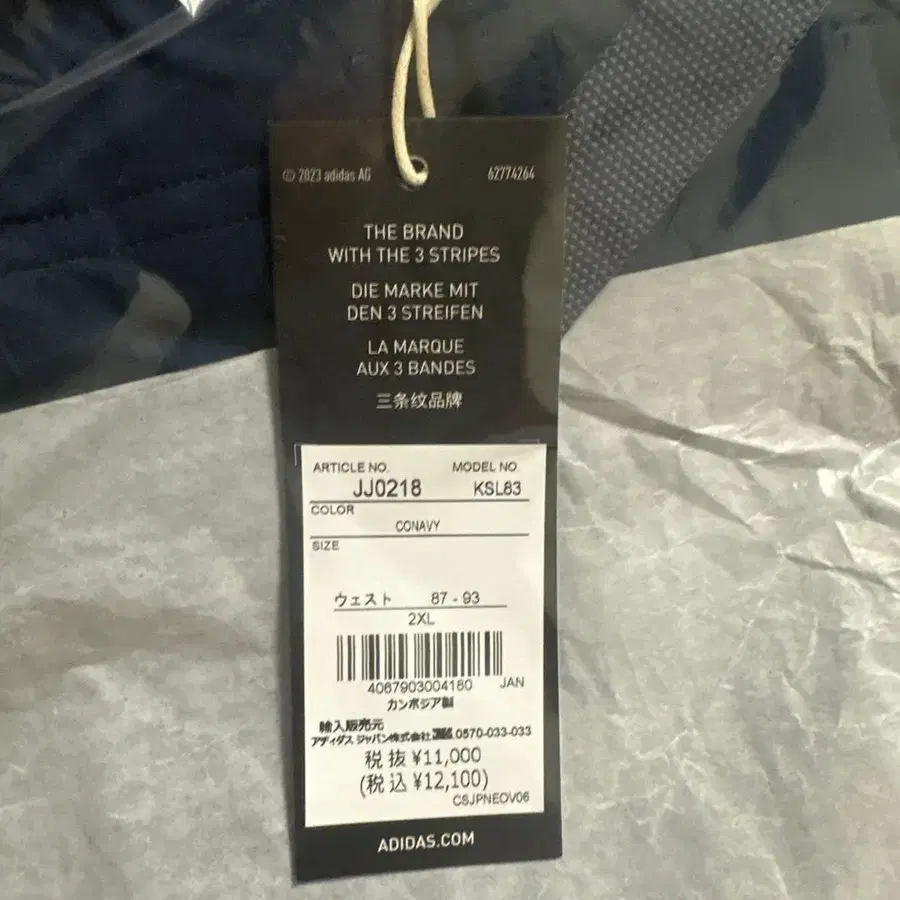 © 2023 adidas AG 62774264
THE BRAND
WITH THE 3 STRIPES
DIE MARKE MIT
DEN 3 STREIFEN
LA MARQUE
AUX 3 BANDES
三条纹品牌
ARTICLE NO. MODEL NO.
JJ0218 KSL83
COLOR
CONAVY
SIZE
ウェスト 87 - 93
2XL
4067903004180 JAN
カンボジア製
輸入販売元
アディダス ジャパン株式会社 0570-033-033
税抜 ¥11,000
(税込 ¥12,100)
CSJPNEOV06
ADIDAS.COM